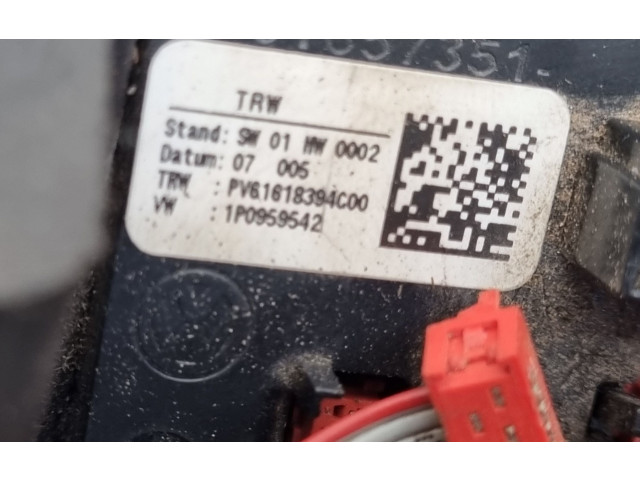 TRW
Stand: SW 01 HW 0002
Datum: 07 005
TRW : PV61618394C00
VW : 1P0959542